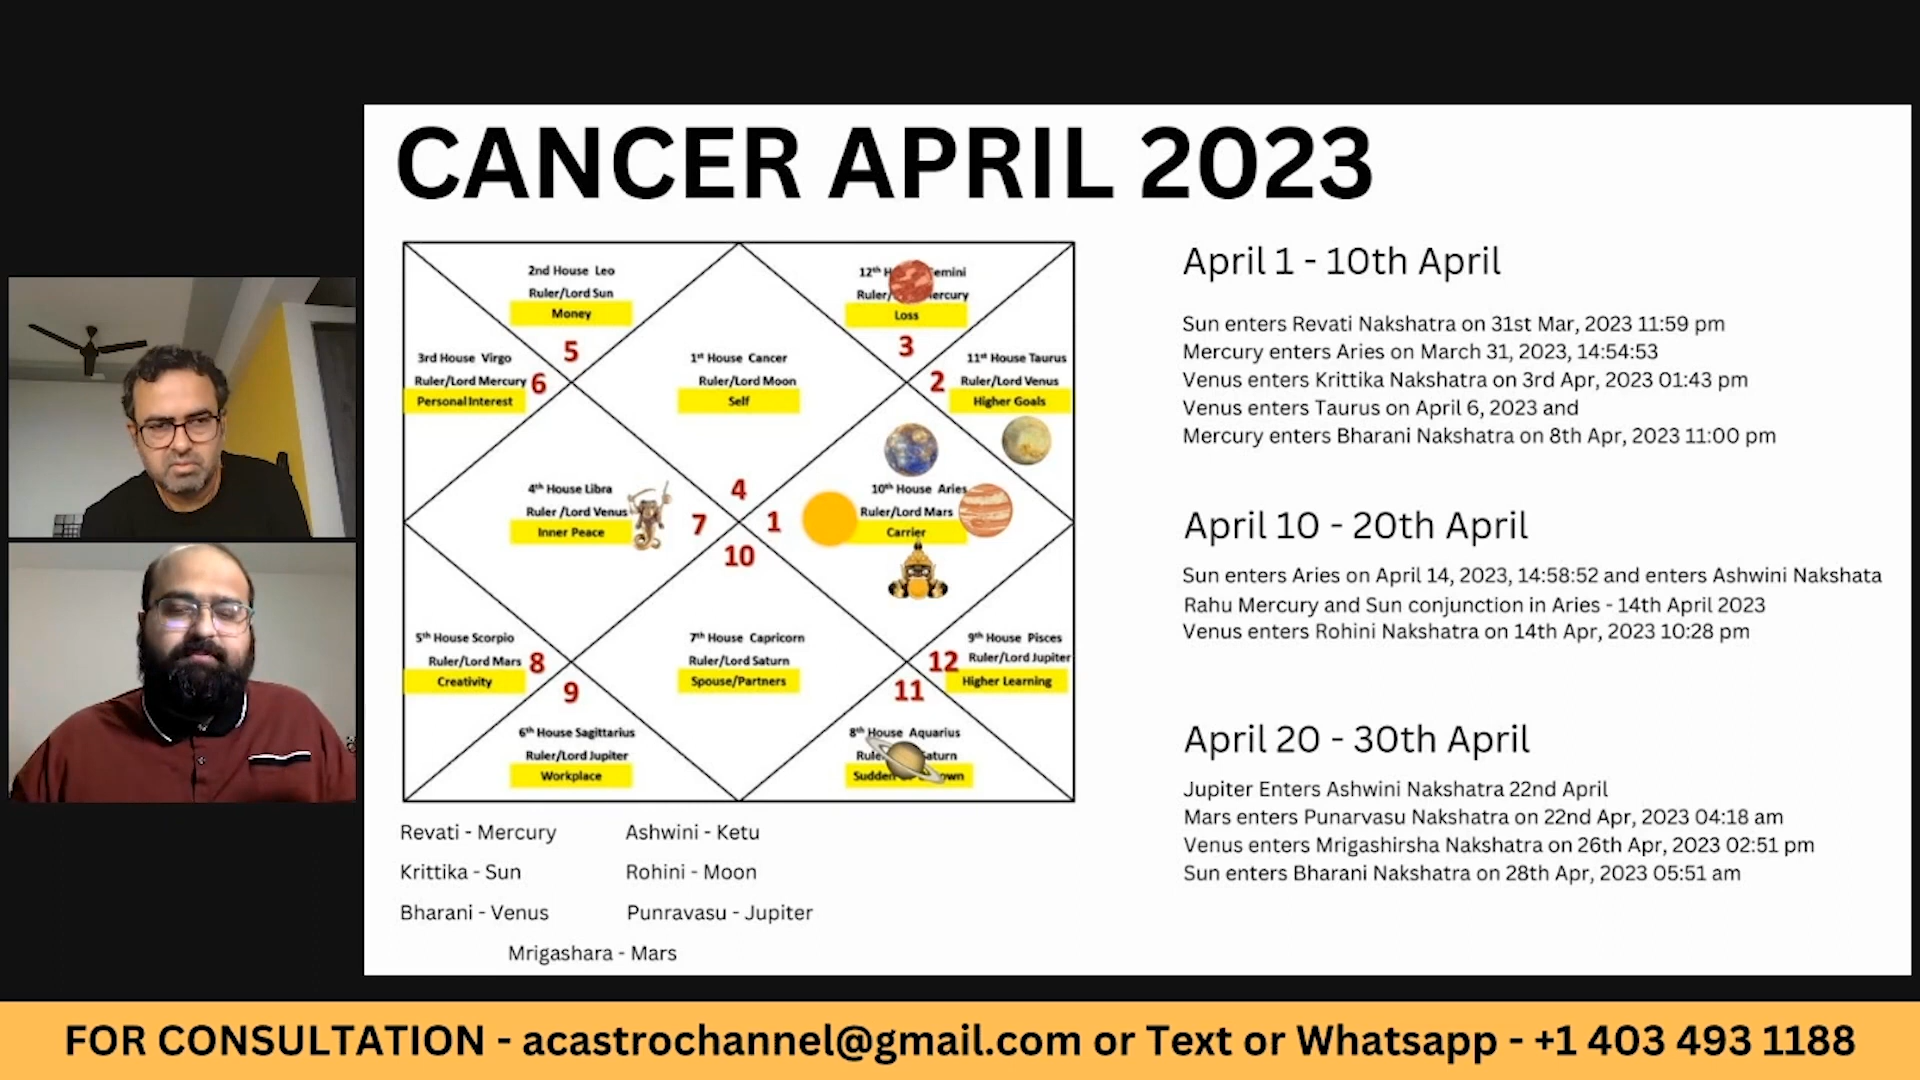 CANCER APRIL 2023
2nd House Leo
Ruler/Lord Sun
Money
5
12th H emini
Ruler/ ercury
Loss
3
3rd House Virgo
Ruler/Lord Mercury
Personal Interest
6
1st House Cancer
Ruler/Lord Moon
Self
4
11st House Taurus
Ruler/Lord Venus
Higher Goals
2
4th House Libra
Ruler /Lord Venus
Inner Peace
7
10th House Aries
Ruler/Lord Mars
Carrier
1
10
5th House Scorpio
Ruler/Lord Mars
Creativity
8
7th House Capricorn
Ruler/Lord Saturn
Spouse/Partners
9th House Pisces
Ruler/Lord Jupiter
Higher Learning
12
9
6th House Sagittarius
Ruler/Lord Jupiter
Workplace
11
8th House Aquarius
Rule aturn
Sudden own
Revati - Mercury
Ashwini - Ketu
Krittika - Sun
Rohini - Moon
Bharani - Venus
Punravasu - Jupiter
Mrigashara - Mars
April 1 - 10th April
Sun enters Revati Nakshatra on 31st Mar, 2023 11:59 pm
Mercury enters Aries on March 31, 2023, 14:54:53
Venus enters Krittika Nakshatra on 3rd Apr, 2023 01:43 pm
Venus enters Taurus on April 6, 2023 and
Mercury enters Bharani Nakshatra on 8th Apr, 2023 11:00 pm
April 10 - 20th April
Sun enters Aries on April 14, 2023, 14:58:52 and enters Ashwini Nakshata
Rahu Mercury and Sun conjunction in Aries - 14th April 2023
Venus enters Rohini Nakshatra on 14th Apr, 2023 10:28 pm
April 20 - 30th April
Jupiter Enters Ashwini Nakshatra 22nd April
Mars enters Punarvasu Nakshatra on 22nd Apr, 2023 04:18 am
Venus enters Mrigashirsha Nakshatra on 26th Apr, 2023 02:51 pm
Sun enters Bharani Nakshatra on 28th Apr, 2023 05:51 am
FOR CONSULTATION - acastrochannel@gmail.com or Text or Whatsapp - +1 403 493 1188